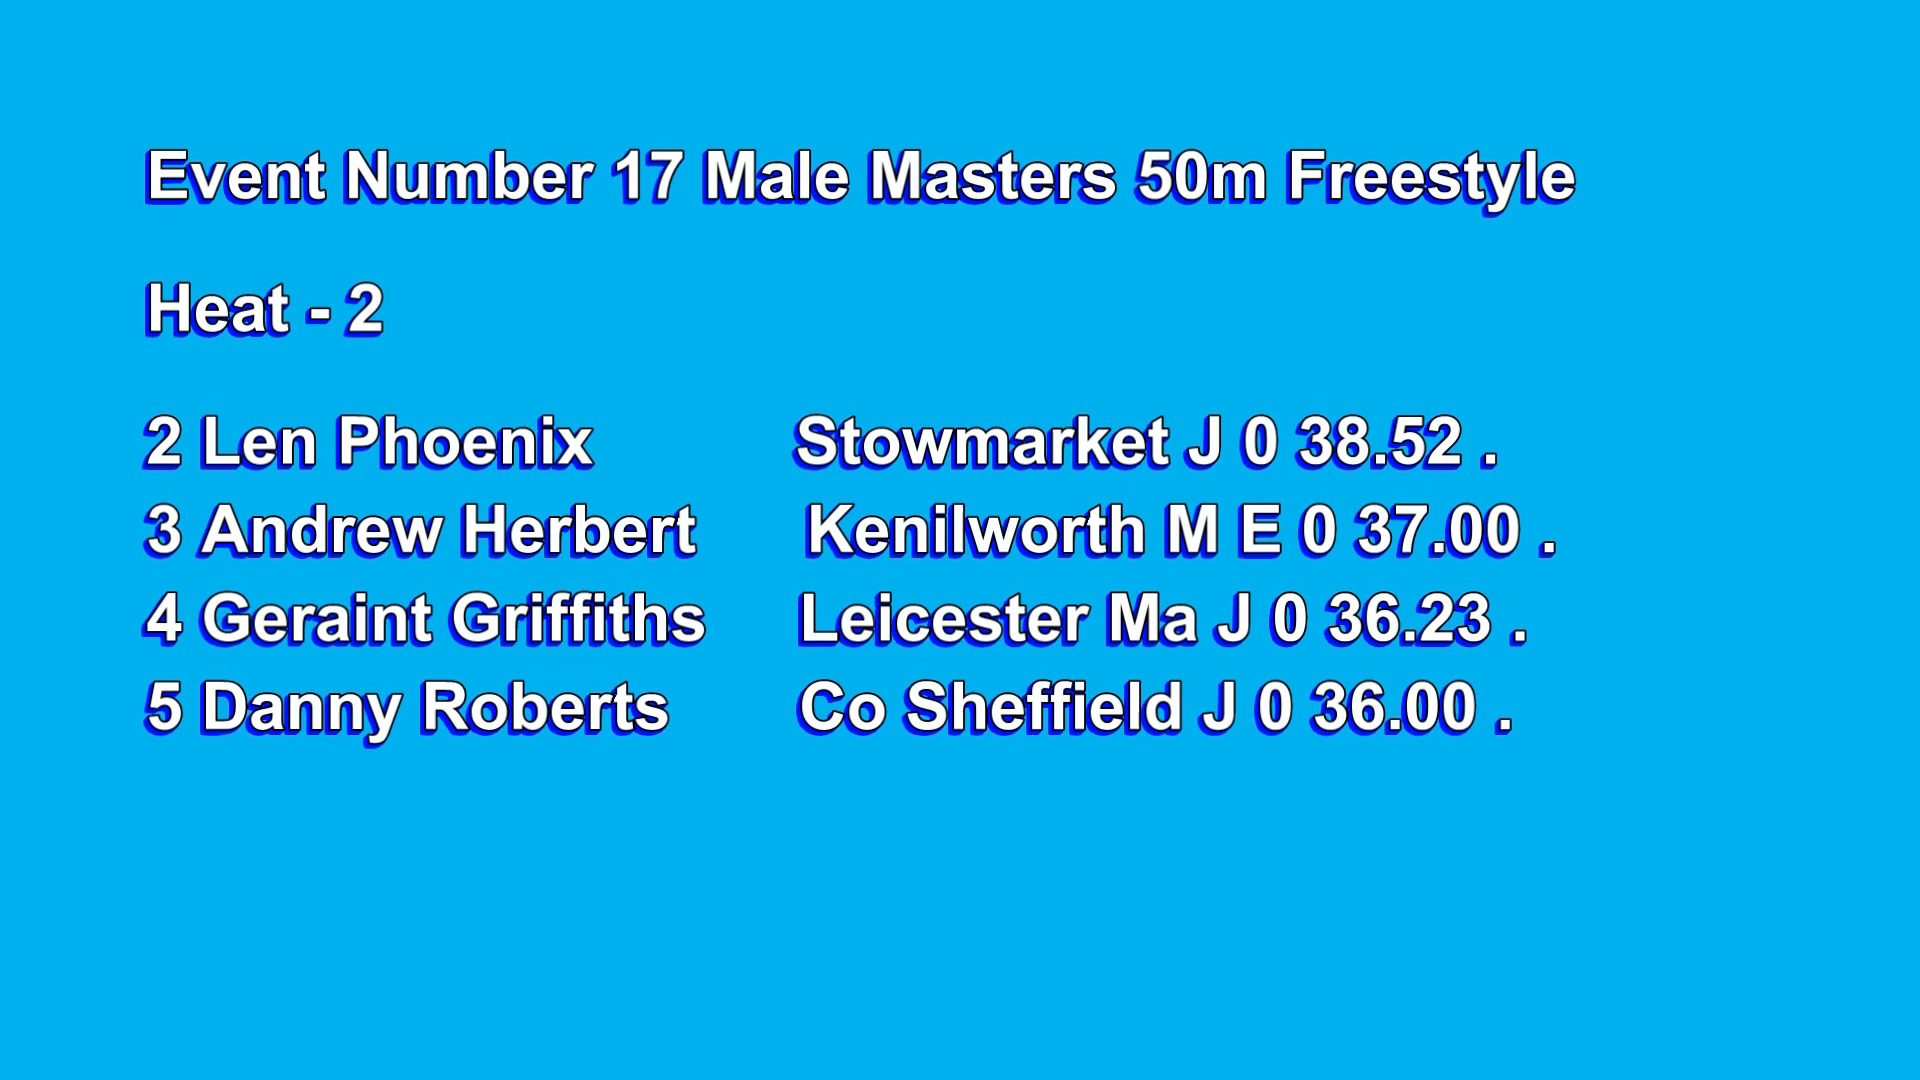 Event Number 17 Male Masters 50m Freestyle
Heat - 2
2 Len Phoenix Stowmarket J 0 38.52 .
3 Andrew Herbert Kenilworth M E 0 37.00 .
4 Geraint Griffiths Leicester Ma J 0 36.23 .
5 Danny Roberts Co Sheffield J 0 36.00 .